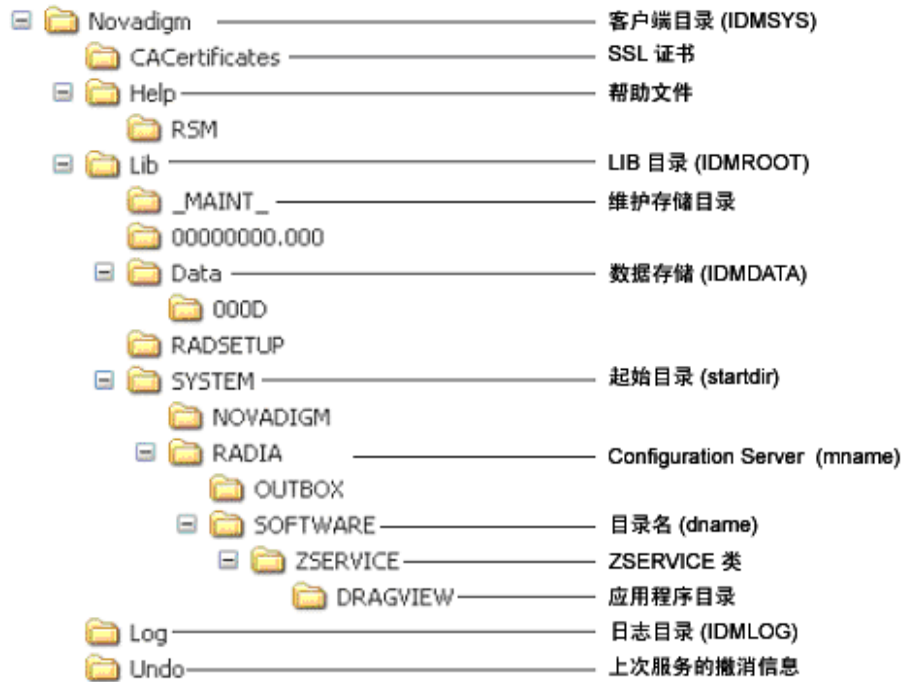 Novadigm 客户端目录 (IDMSYS)
CACertificates SSL 证书
Help 帮助文件
RSM
Lib LIB 目录 (IDMROOT)
_MAINT_ 维护存储目录
00000000.000
Data 数据存储 (IDMDATA)
000D
RADSETUP
SYSTEM 起始目录 (startdir)
NOVADIGM
RADIA Configuration Server (mname)
OUTBOX
SOFTWARE 目录名 (dname)
ZSERVICE ZSERVICE 类
DRAGVIEW 应用程序目录
Log 日志目录 (IDMLOG)
Undo 上次服务的撤消信息